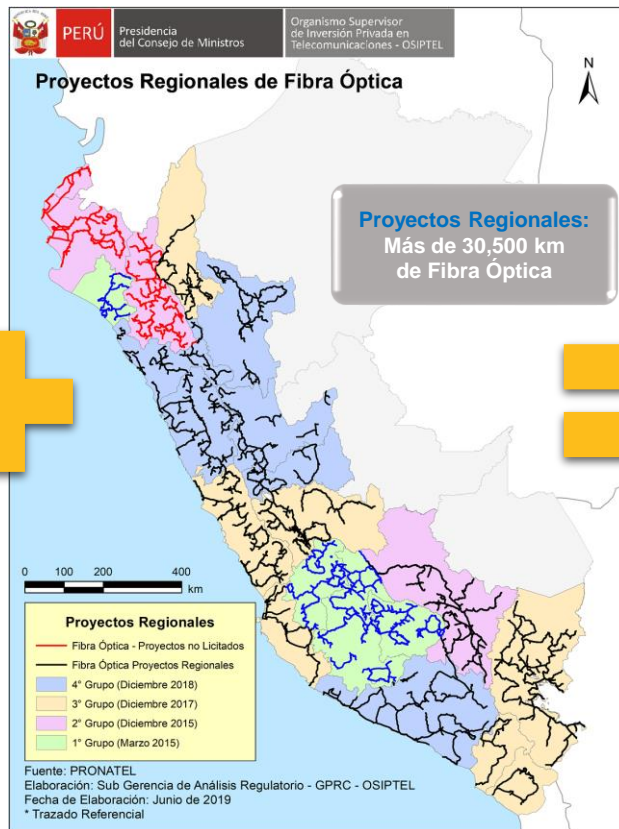 PERÚ
Presidencia
del Consejo de Ministros
Organismo Supervisor
de Inversión Privada en
Telecomunicaciones - OSIPTEL
Proyectos Regionales de Fibra Óptica
N
Proyectos Regionales:
Más de 30,500 km
de Fibra Óptica
0 100 200 400
km
Proyectos Regionales
Fibra Óptica - Proyectos no Licitados
Fibra Óptica Proyectos Regionales
4° Grupo (Diciembre 2018)
3° Grupo (Diciembre 2017)
2° Grupo (Diciembre 2015)
1° Grupo (Marzo 2015)
Fuente: PRONATEL
Elaboración: Sub Gerencia de Análisis Regulatorio - GPRC - OSIPTEL
Fecha de Elaboración: Junio de 2019
* Trazado Referencial